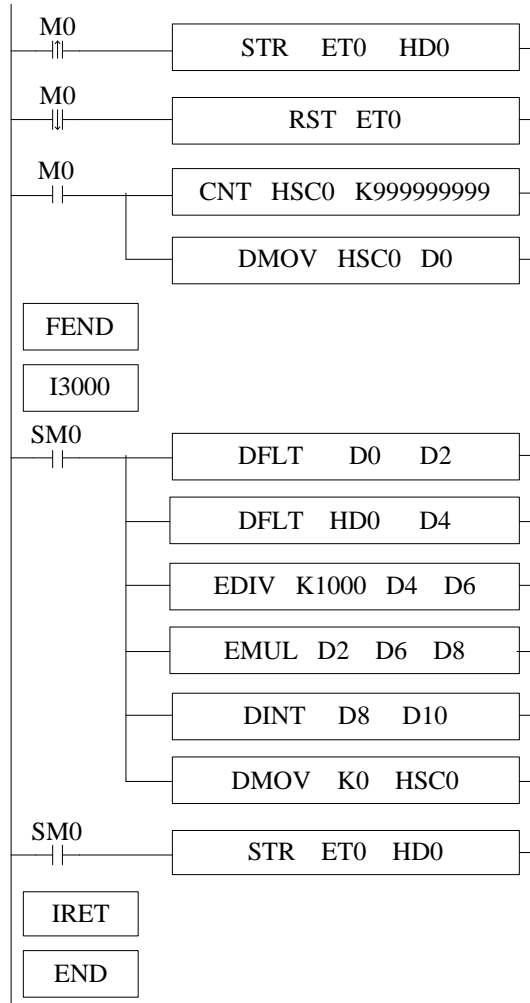 M0
STR ET0 HD0
M0
RST ET0
M0
CNT HSC0 K999999999
DMOV HSC0 D0
FEND
I3000
SM0
DFLT D0 D2
DFLT HD0 D4
EDIV K1000 D4 D6
EMUL D2 D6 D8
DINT D8 D10
DMOV K0 HSC0
SM0
STR ET0 HD0
IRET
END